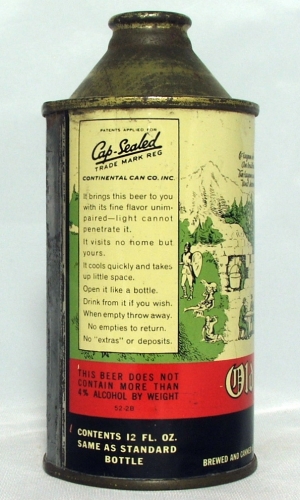 PATENTS APPLIED FOR
Cap-Sealed
TRADE MARK REG
CONTINENTAL CAN CO. INC.
It brings this beer to you
with its fine flavor unim-
paired—light cannot
penetrate it.
It visits no home but
yours.
It cools quickly and takes
up little space.
Open it like a bottle.
Drink from it if you wish.
When empty throw away.
No empties to return.
No "extras" or deposits.
THIS BEER DOES NOT
CONTAIN MORE THAN
4% ALCOHOL BY WEIGHT
52-2B
CONTENTS 12 FL. OZ.
SAME AS STANDARD
BOTTLE
Ol
BREWED AND